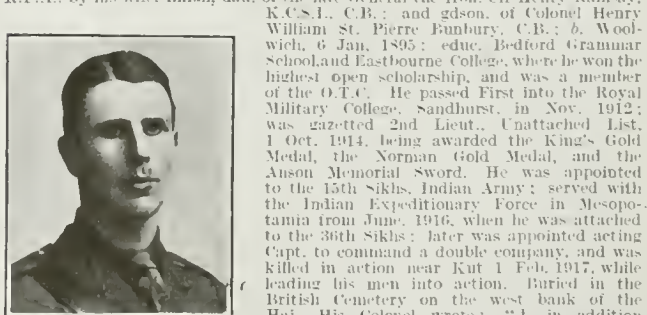 K.C.S.I., C.B.; and gdson. of Colonel Henry
William St. Pierre Bunbury, C.B.; b. Wool-
wich, 6 Jan. 1895; educ. Bedford Grammar
School, and Eastbourne College, where he won the
highest open scholarship, and was a member
of the O.T.C. He passed First into the Royal
Military College, Sandhurst, in Nov. 1912;
was gazetted 2nd Lieut., Unattached List,
1 Oct. 1914, being awarded the King's Gold
Medal, the Norman Gold Medal, and the
Anson Memorial Sword. He was appointed
to the 15th Sikhs, Indian Army; served with
the Indian Expeditionary Force in Mesopo-
tamia from June, 1916, when he was attached
to the 36th Sikhs; later was appointed acting
Capt. to command a double company, and was
killed in action near Kut 1 Feb. 1917, while
leading his men into action. Buried in the
British Cemetery on the west bank of the
Hai. His Colonel wrote: in addition